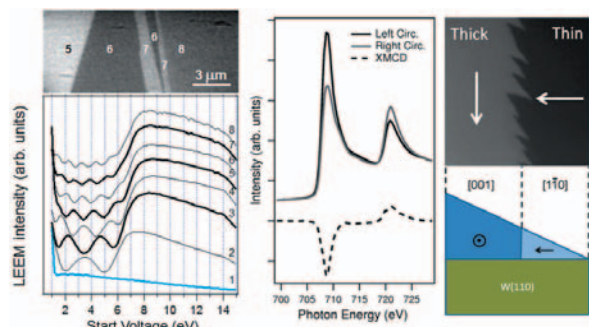 5 6 7 6 7 8
3 μm
LEEM Intensity (arb. units)
8
7
6
5
4
3
2
1
0 2 4 6 8 10 12 14
Start Voltage (eV)
Intensity (arb. units)
Left Circ.
Right Circ.
XMCD
700 705 710 715 720 725
Photon Energy (eV)
Thick Thin
[001] [11̄0]
W(110)